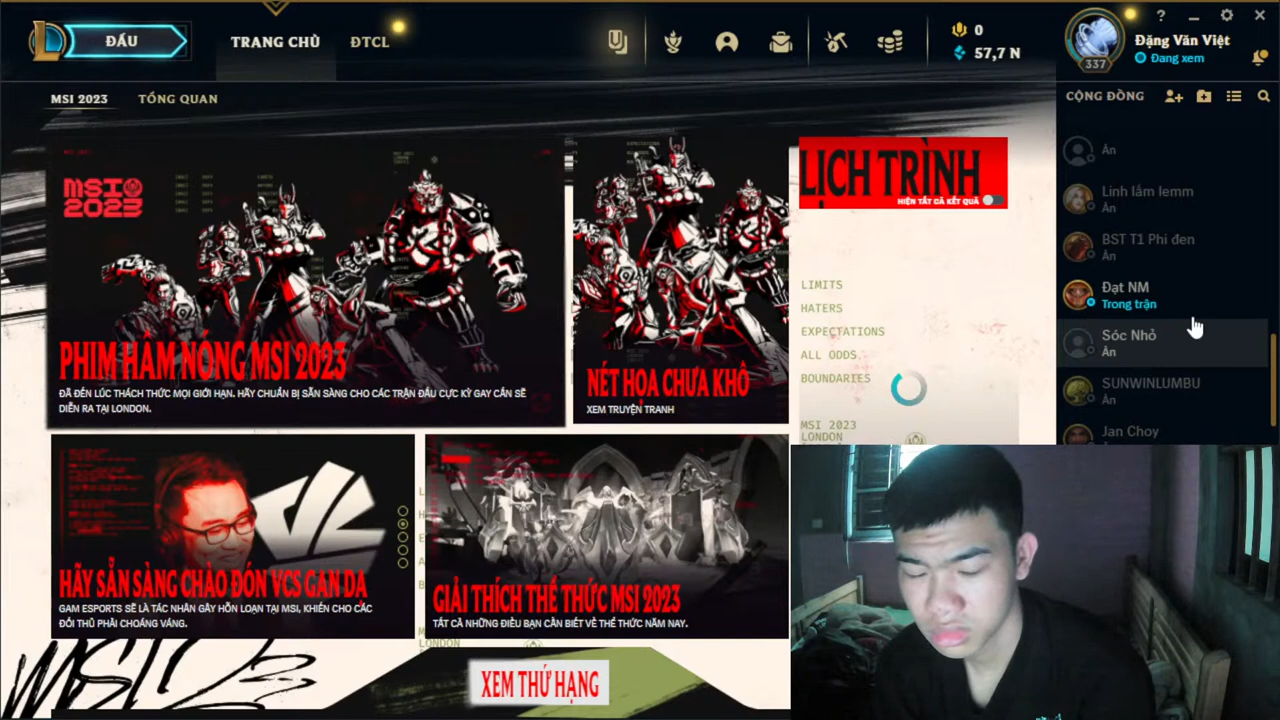 ĐẤU
TRANG CHỦ
ĐTCL
0
57,7 N
?
337
Đặng Văn Việt
Đang xem
MSI 2023
TỔNG QUAN
CỘNG ĐỒNG
MSI
2023
PHIM HÂM NÓNG MSI 2023
ĐÃ ĐẾN LÚC THÁCH THỨC MỌI GIỚI HẠN. HÃY CHUẨN BỊ SẴN SÀNG CHO CÁC TRẬN ĐẤU CỰC KỲ GAY CẤN SẼ
DIỄN RA TẠI LONDON.
NÉT HỌA CHƯA KHÔ
XEM TRUYỆN TRANH
LỊCH TRÌNH
HIỆN TẤT CẢ KẾT QUẢ
LIMITS
HATERS
EXPECTATIONS
ALL ODDS
BOUNDARIES
MSI 2023
LONDON
Ẩn
Linh lắm lemm
Ẩn
BST T1 Phi đen
Ẩn
Đạt NM
Trong trận
Sóc Nhỏ
Ẩn
SUNWINLUMBU
Ẩn
Jan Choy
HÃY SẴN SÀNG CHÀO ĐÓN VCS GAN DẠ
GAM ESPORTS SẼ LÀ TÁC NHÂN GÂY HỖN LOẠN TẠI MSI, KHIẾN CHO CÁC
ĐỐI THỦ PHẢI CHOÁNG VÁNG.
GIẢI THÍCH THỂ THỨC MSI 2023
TẤT CẢ NHỮNG ĐIỀU BẠN CẦN BIẾT VỀ THỂ THỨC NĂM NAY.
LONDON
XEM THỨ HẠNG